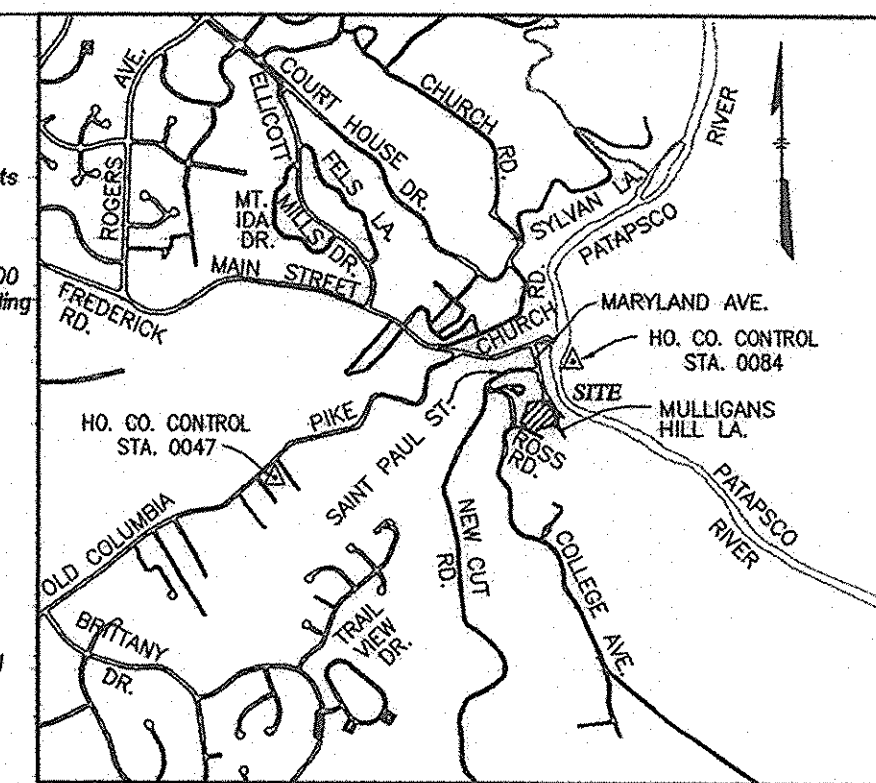 ts
00
ding
ROGERS AVE.
ELLICOTT MILLS DR.
COURT HOUSE DR.
CHURCH RD.
FELS LA.
MT.
IDA
DR.
SYLVAN LA.
PATAPSCO RIVER
MAIN STREET
FREDERICK
RD.
CHURCH RD.
MARYLAND AVE.
HO. CO. CONTROL
STA. 0084
SITE
MULLIGANS
HILL LA.
ROSS
RD.
HO. CO. CONTROL
STA. 0047
OLD COLUMBIA PIKE
SAINT PAUL ST.
NEW CUT
RD.
COLLEGE AVE.
PATAPSCO
RIVER
BRITTANY
DR.
TRAIL
VIEW
DR.